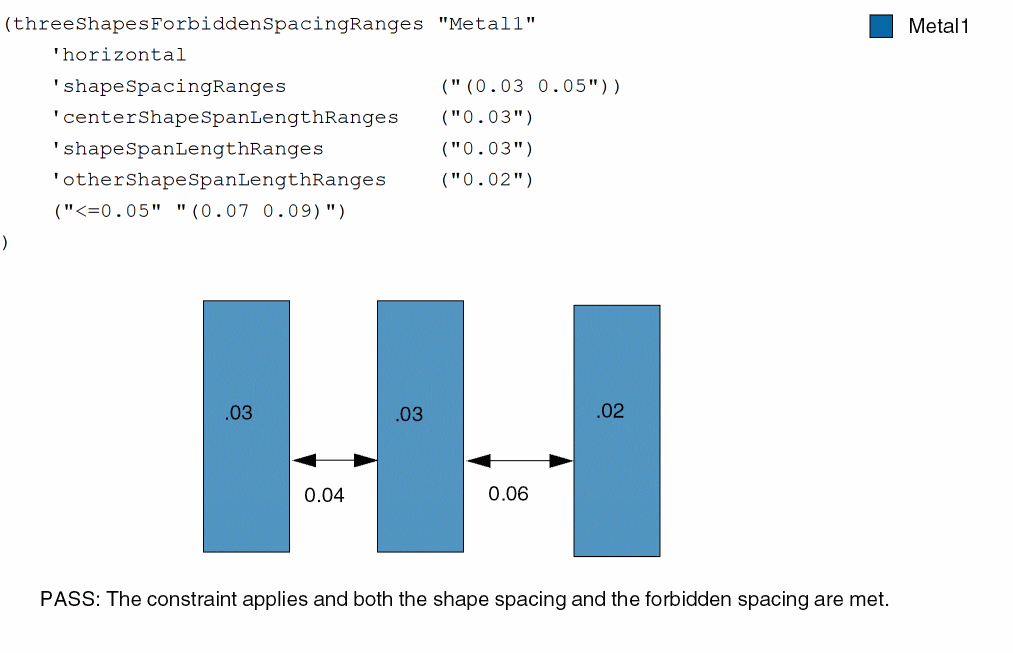 (threeShapesForbiddenSpacingRanges "Metal1"
Metal1
'horizontal
'shapeSpacingRanges ("(0.03 0.05"))
'centerShapeSpanLengthRanges ("0.03")
'shapeSpanLengthRanges ("0.03")
'otherShapeSpanLengthRanges ("0.02")
("<=0.05" "(0.07 0.09)")
)
.03 .03 .02
0.04 0.06
PASS: The constraint applies and both the shape spacing and the forbidden spacing are met.